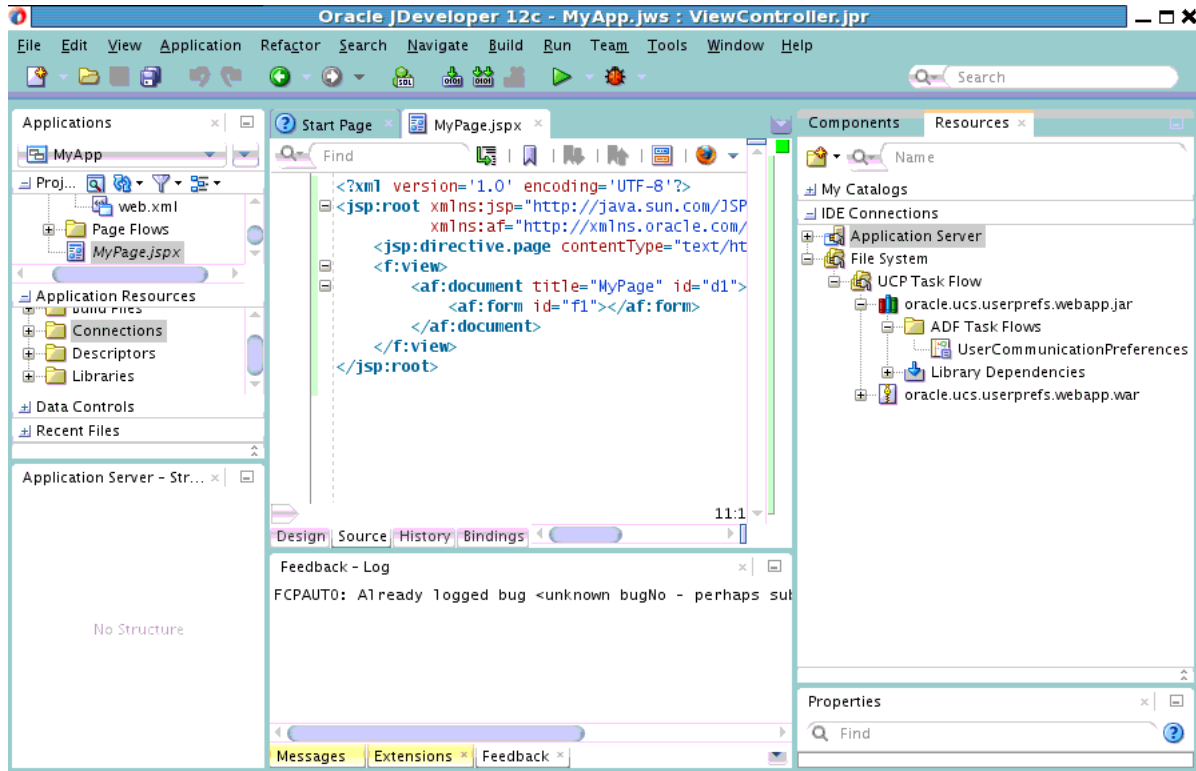 Oracle JDeveloper 12c - MyApp.jws : ViewController.jpr
File Edit View Application Refactor Search Navigate Build Run Team Tools Window Help
Search
Applications
MyApp
Proj...
web.xml
Page Flows
MyPage.jspx
Application Resources
Build Files
Connections
Descriptors
Libraries
Data Controls
Recent Files
Application Server - Str...
No Structure
Start Page
MyPage.jspx
Find
<?xml version='1.0' encoding='UTF-8'?>
<jsp:root xmlns:jsp="http://java.sun.com/JSP
xmlns:af="http://xmlns.oracle.com/
<jsp:directive.page contentType="text/ht
<f:view>
<af:document title="MyPage" id="d1">
<af:form id="f1"></af:form>
</af:document>
</f:view>
</jsp:root>
11:1
Design Source History Bindings
Feedback - Log
FCPAUTO: Already logged bug <unknown bugNo - perhaps sub
Messages Extensions Feedback
Components Resources
Name
My Catalogs
IDE Connections
Application Server
File System
UCP Task Flow
oracle.ucs.userprefs.webapp.jar
ADF Task Flows
UserCommunicationPreferences
Library Dependencies
oracle.ucs.userprefs.webapp.war
Properties
Find